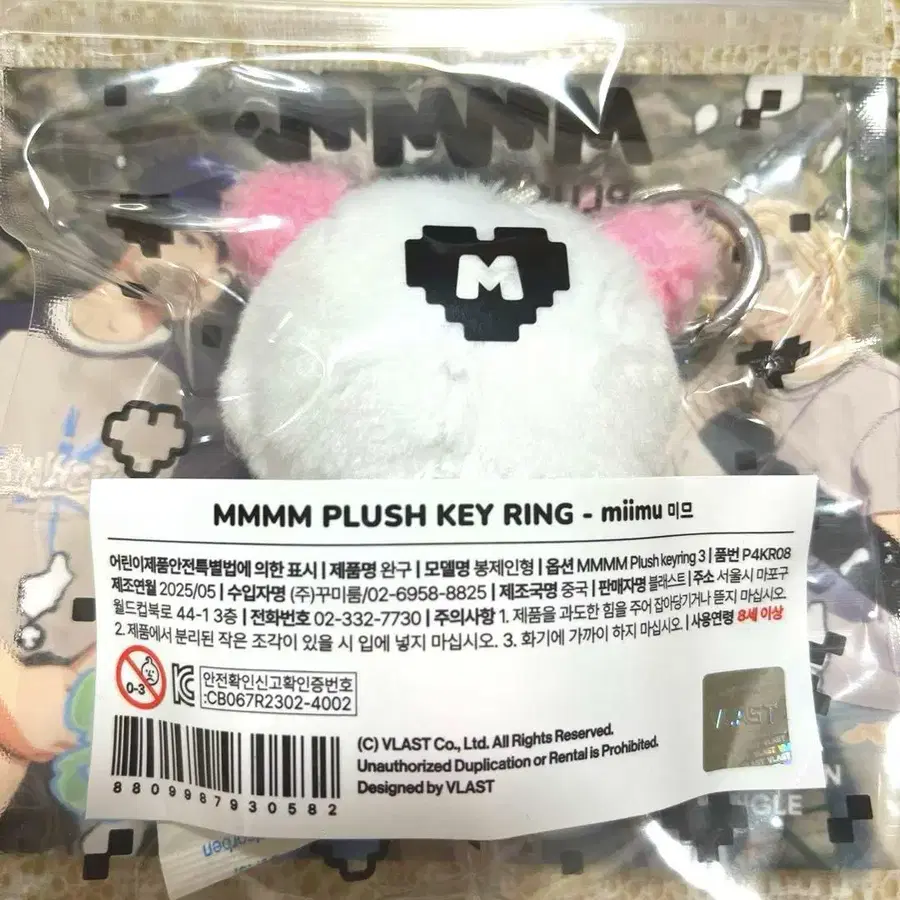 MMMM
M
MMMM PLUSH KEY RING - miimu 미므
어린이제품안전특별법에 의한 표시 | 제품명 완구 | 모델명 봉제인형 | 옵션 MMMM Plush keyring 3 | 품번 P4KR08
제조연월 2025/05 | 수입자명 (주)꾸미룸/02-6958-8825 | 제조국명 중국 | 판매자명 블래스트 | 주소 서울시 마포구
월드컵북로 44-1 3층 | 전화번호 02-332-7730 | 주의사항 1. 제품을 과도한 힘을 주어 잡아당기거나 뜯지 마십시오.
2. 제품에서 분리된 작은 조각이 있을 시 입에 넣지 마십시오. 3. 화기에 가까이 하지 마십시오. | 사용연령 8세 이상
0-3
안전확인신고확인증번호
:CB067R2302-4002
8809987930582
(C) VLAST Co., Ltd. All Rights Reserved.
Unauthorized Duplication or Rental is Prohibited.
Designed by VLAST
VLAST